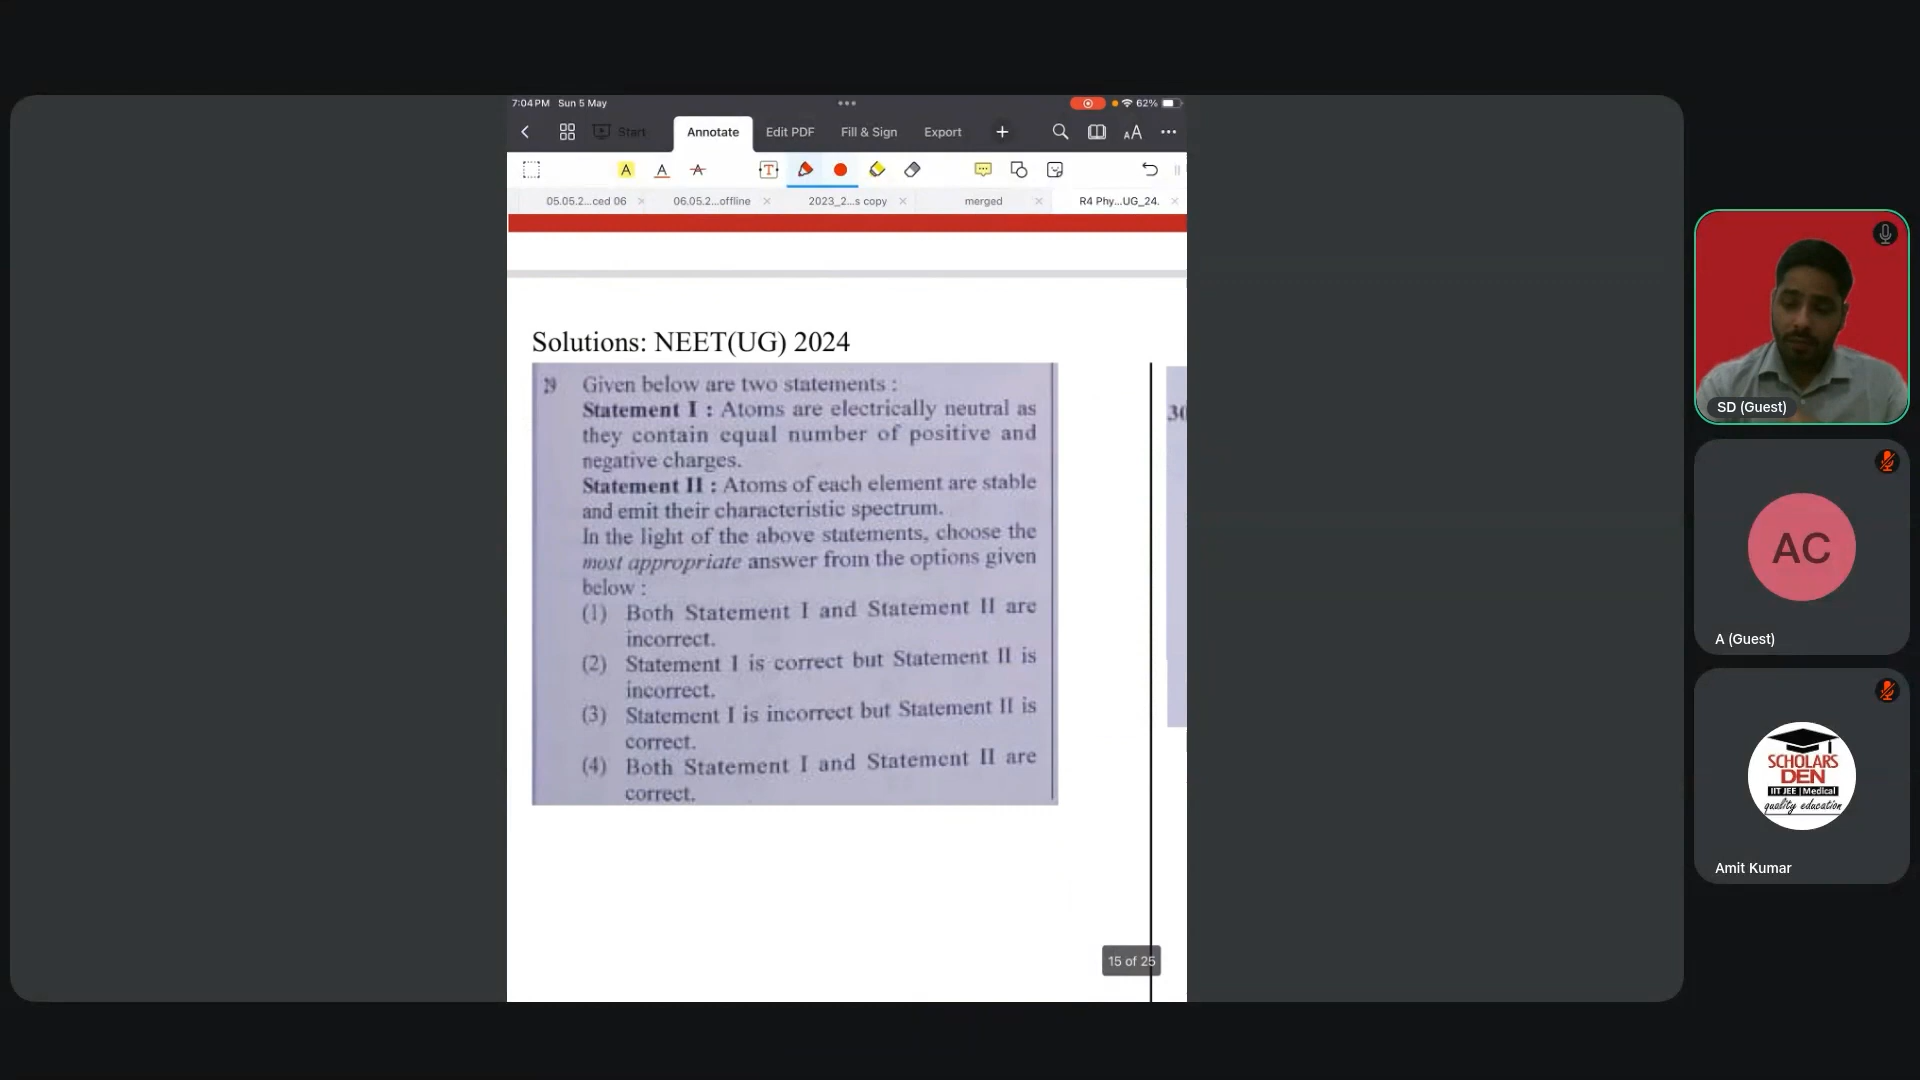 7:04 PM Sun 5 May
62%
Start
Annotate
Edit PDF
Fill & Sign
Export
05.05.2...ced 06
06.05.2...offline
2023_2...s copy
merged
R4 Phy...UG_24.
Solutions: NEET(UG) 2024
29 Given below are two statements :
Statement I : Atoms are electrically neutral as
they contain equal number of positive and
negative charges.
Statement II : Atoms of each element are stable
and emit their characteristic spectrum.
In the light of the above statements, choose the
most appropriate answer from the options given
below :
(1) Both Statement I and Statement II are
incorrect.
(2) Statement I is correct but Statement II is
incorrect.
(3) Statement I is incorrect but Statement II is
correct.
(4) Both Statement I and Statement II are
correct.
30
15 of 25
SD (Guest)
AC
A (Guest)
SCHOLARS
DEN
IIT JEE | Medical
quality education
Amit Kumar